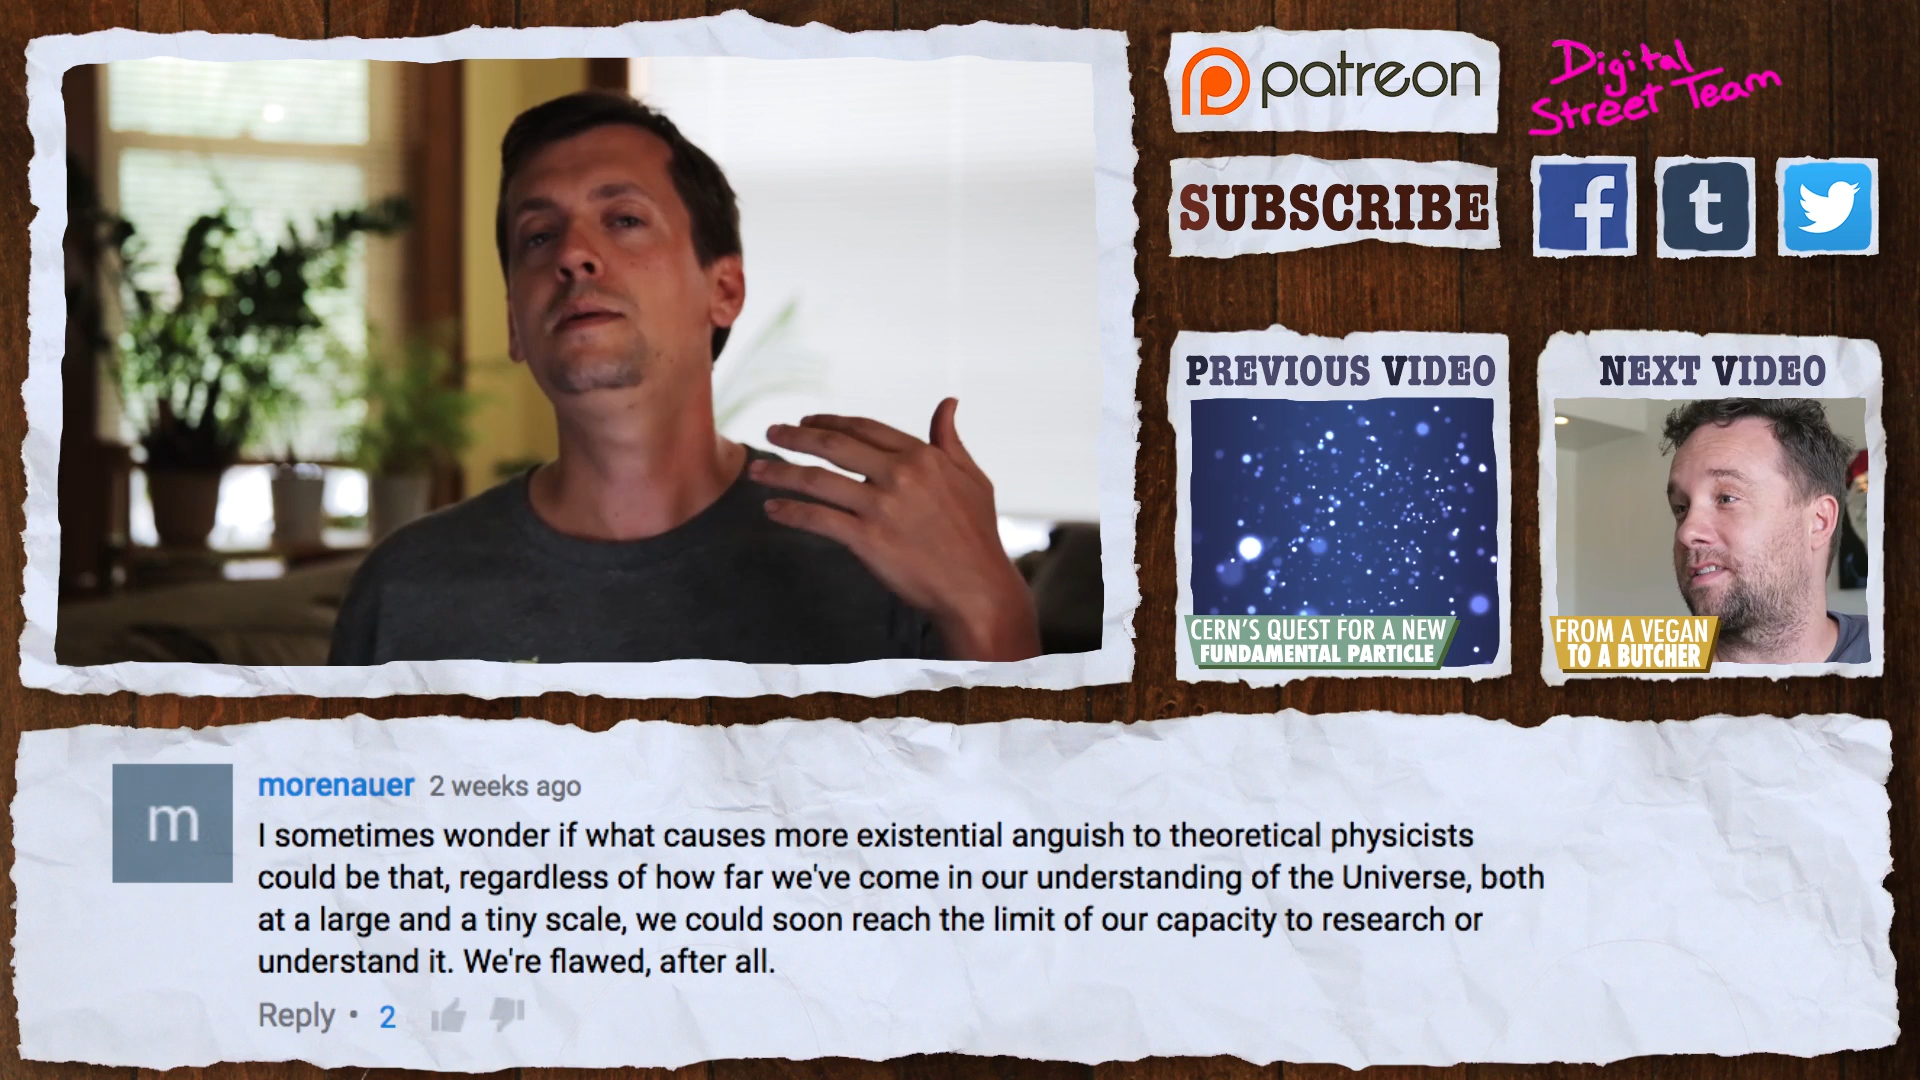 patreon
Digital
Street Team
SUBSCRIBE
f
t
PREVIOUS VIDEO
CERN'S QUEST FOR A NEW
FUNDAMENTAL PARTICLE
NEXT VIDEO
FROM A VEGAN
TO A BUTCHER
m
morenauer 2 weeks ago
I sometimes wonder if what causes more existential anguish to theoretical physicists
could be that, regardless of how far we've come in our understanding of the Universe, both
at a large and a tiny scale, we could soon reach the limit of our capacity to research or
understand it. We're flawed, after all.
Reply • 2